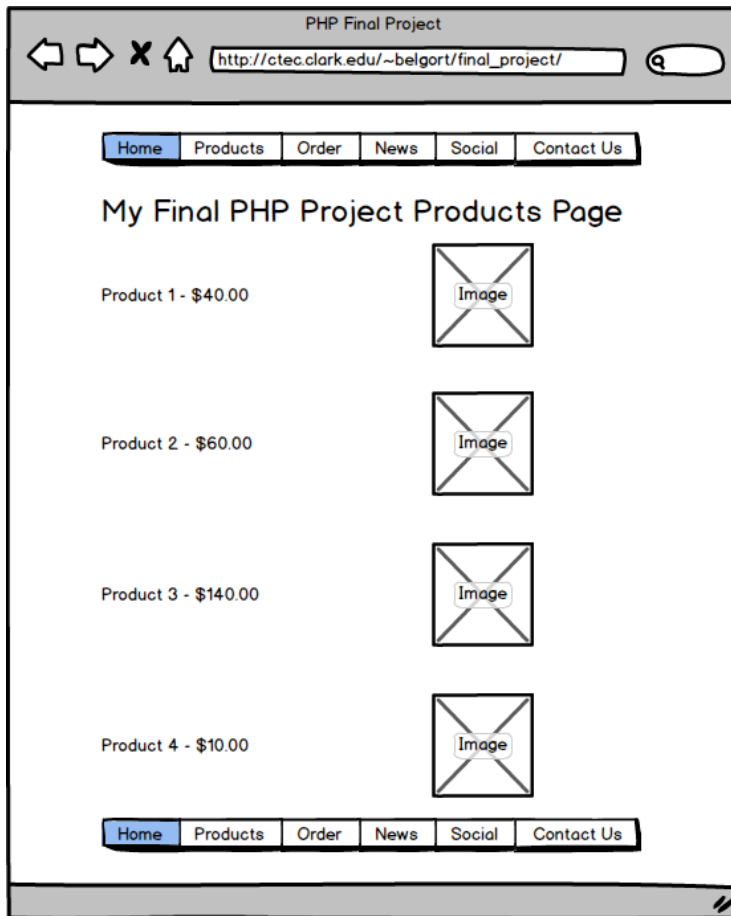 PHP Final Project
http://ctec.clark.edu/~belgort/final_project/
Home Products Order News Social Contact Us
My Final PHP Project Products Page
Product 1 - $40.00 Image
Product 2 - $60.00 Image
Product 3 - $140.00 Image
Product 4 - $10.00 Image
Home Products Order News Social Contact Us